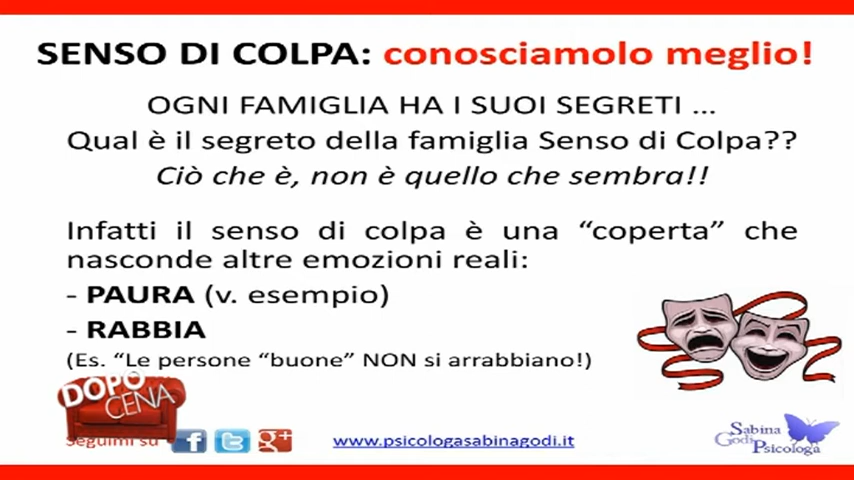 SENSO DI COLPA: conosciamolo meglio!
OGNI FAMIGLIA HA I SUOI SEGRETI ...
Qual è il segreto della famiglia Senso di Colpa??
Ciò che è, non è quello che sembra!!
Infatti il senso di colpa è una “coperta” che
nasconde altre emozioni reali:
- PAURA (v. esempio)
- RABBIA
(Es. “Le persone “buone” NON si arrabbiano!)
DOPO
CENA
Seguimi su
www.psicologasabinagodi.it
Sabina
Godi Psicologa